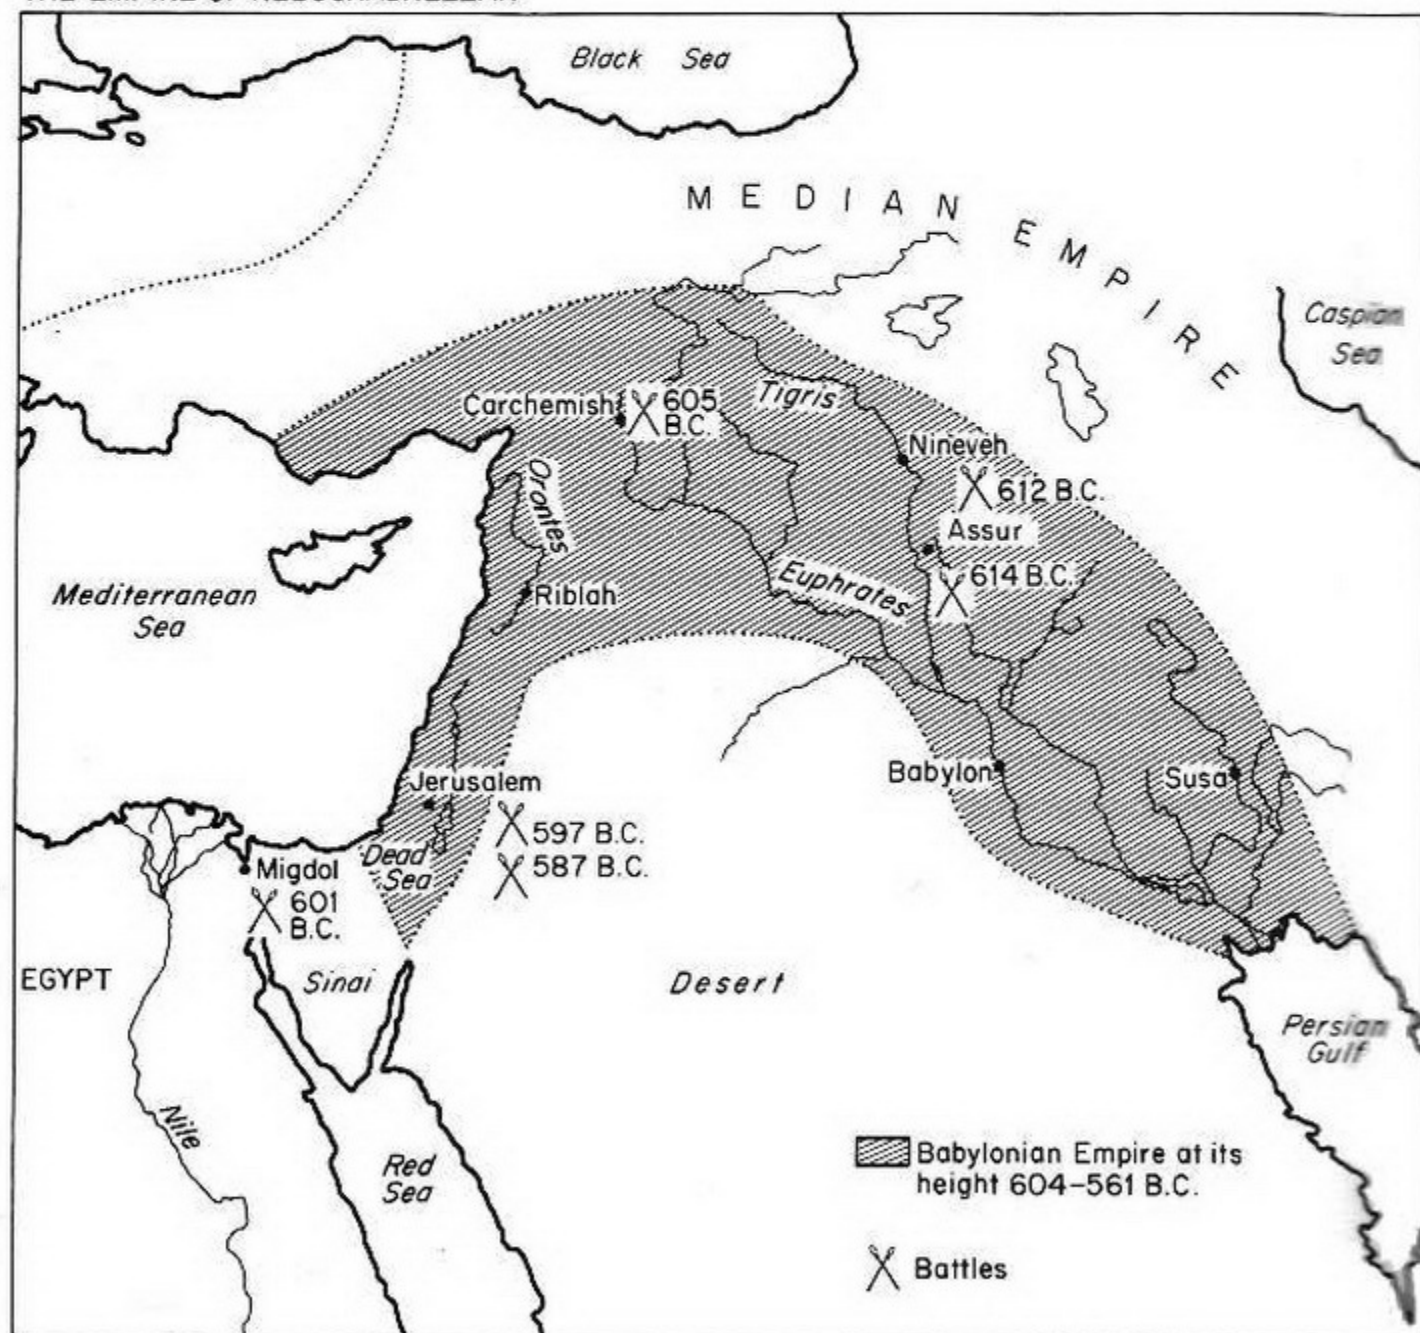 Black Sea
MEDIAN EMPIRE
Caspian
Sea
Carchemish
605
B.C.
Tigris
Nineveh
612 B.C.
Orontes
Assur
614 B.C.
Euphrates
Riblah
Mediterranean
Sea
Babylon
Susa
Jerusalem
597 B.C.
587 B.C.
Dead
Sea
Migdol
601
B.C.
EGYPT
Sinai
Desert
Persian
Gulf
Nile
Red
Sea
Babylonian Empire at its
height 604–561 B.C.
Battles